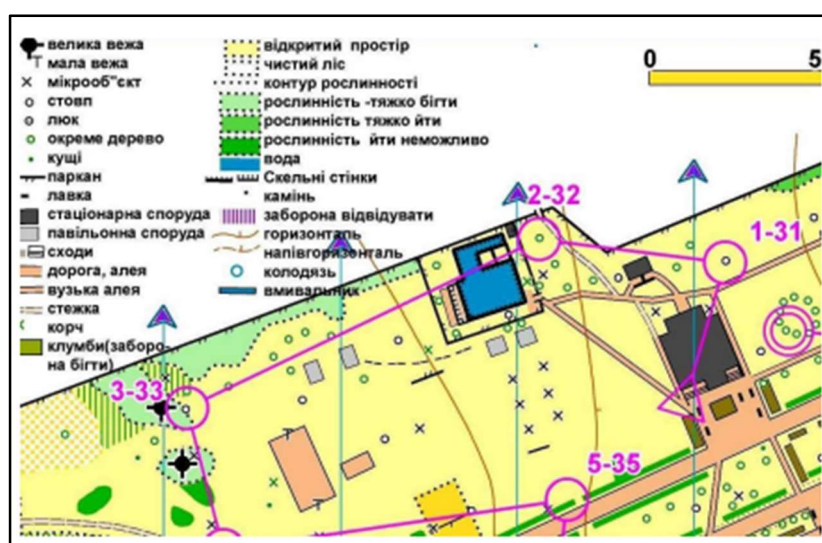 велика вежа
мала вежа
мікрооб"єкт
стовп
люк
окреме дерево
кущі
паркан
лавка
стаціонарна споруда
павільонна споруда
сходи
дорога, алея
вузька алея
стежка
корч
клумби(заборо-
на бігти)
відкритий простір
чистий ліс
контур рослинності
рослинність -тяжко бігти
рослинність тяжко йти
рослинність йти неможливо
вода
Скельні стінки
камінь
заборона відвідувати
горизонталь
напівгоризонталь
колодязь
вмивальник
0 5
2-32
1-31
3-33
5-35